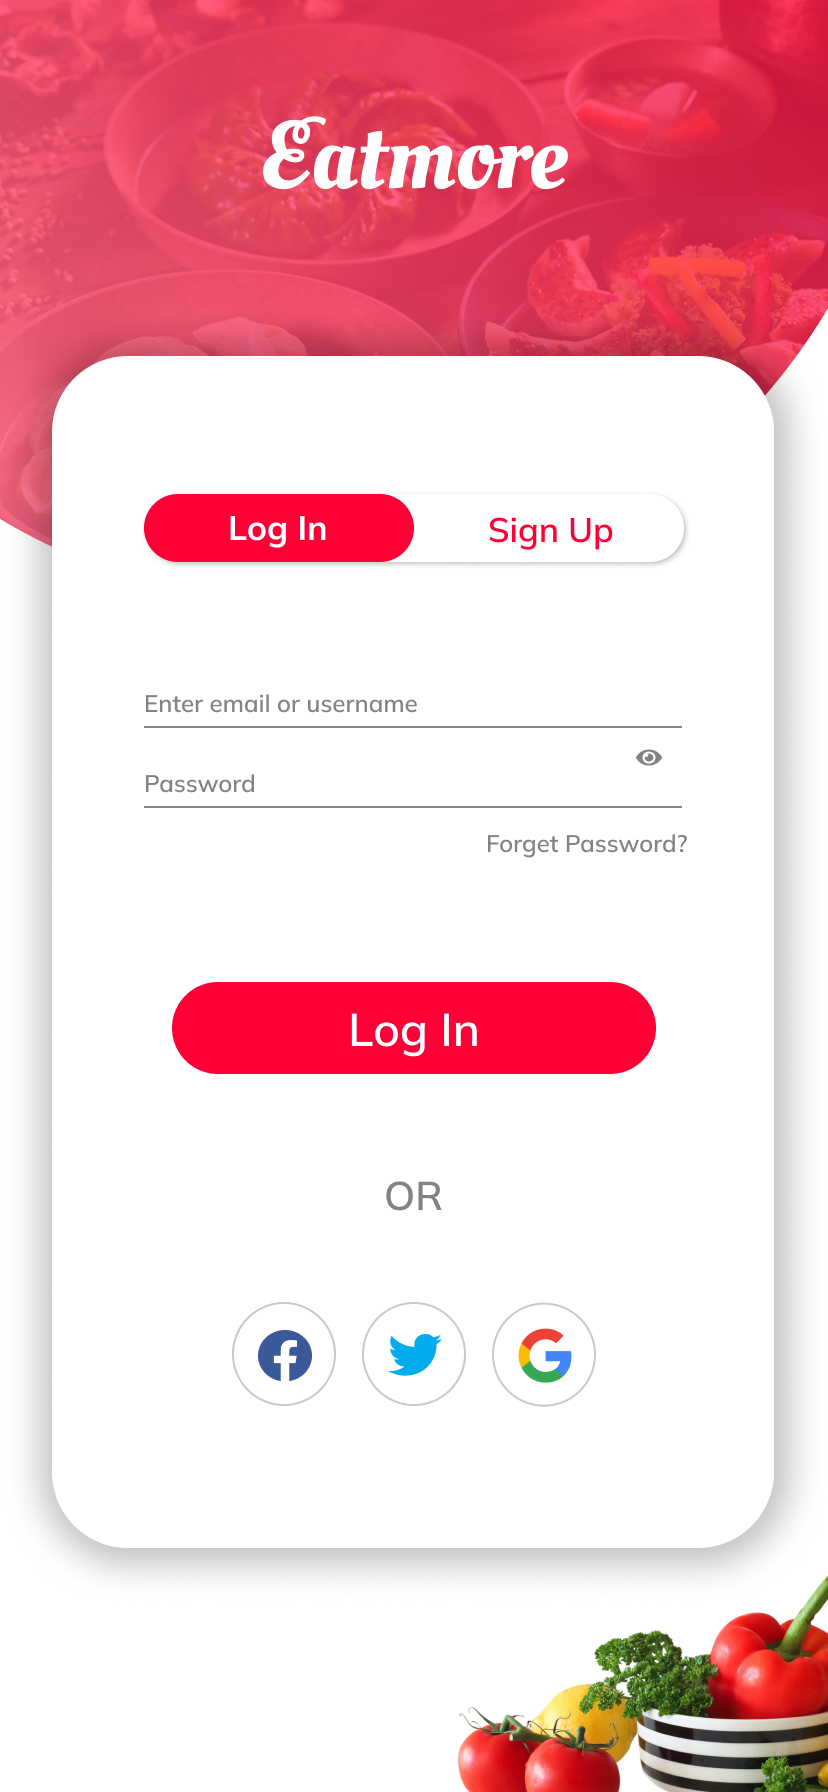 Eatmore
Log In
Sign Up
Enter email or username
Password
Forget Password?
Log In
OR